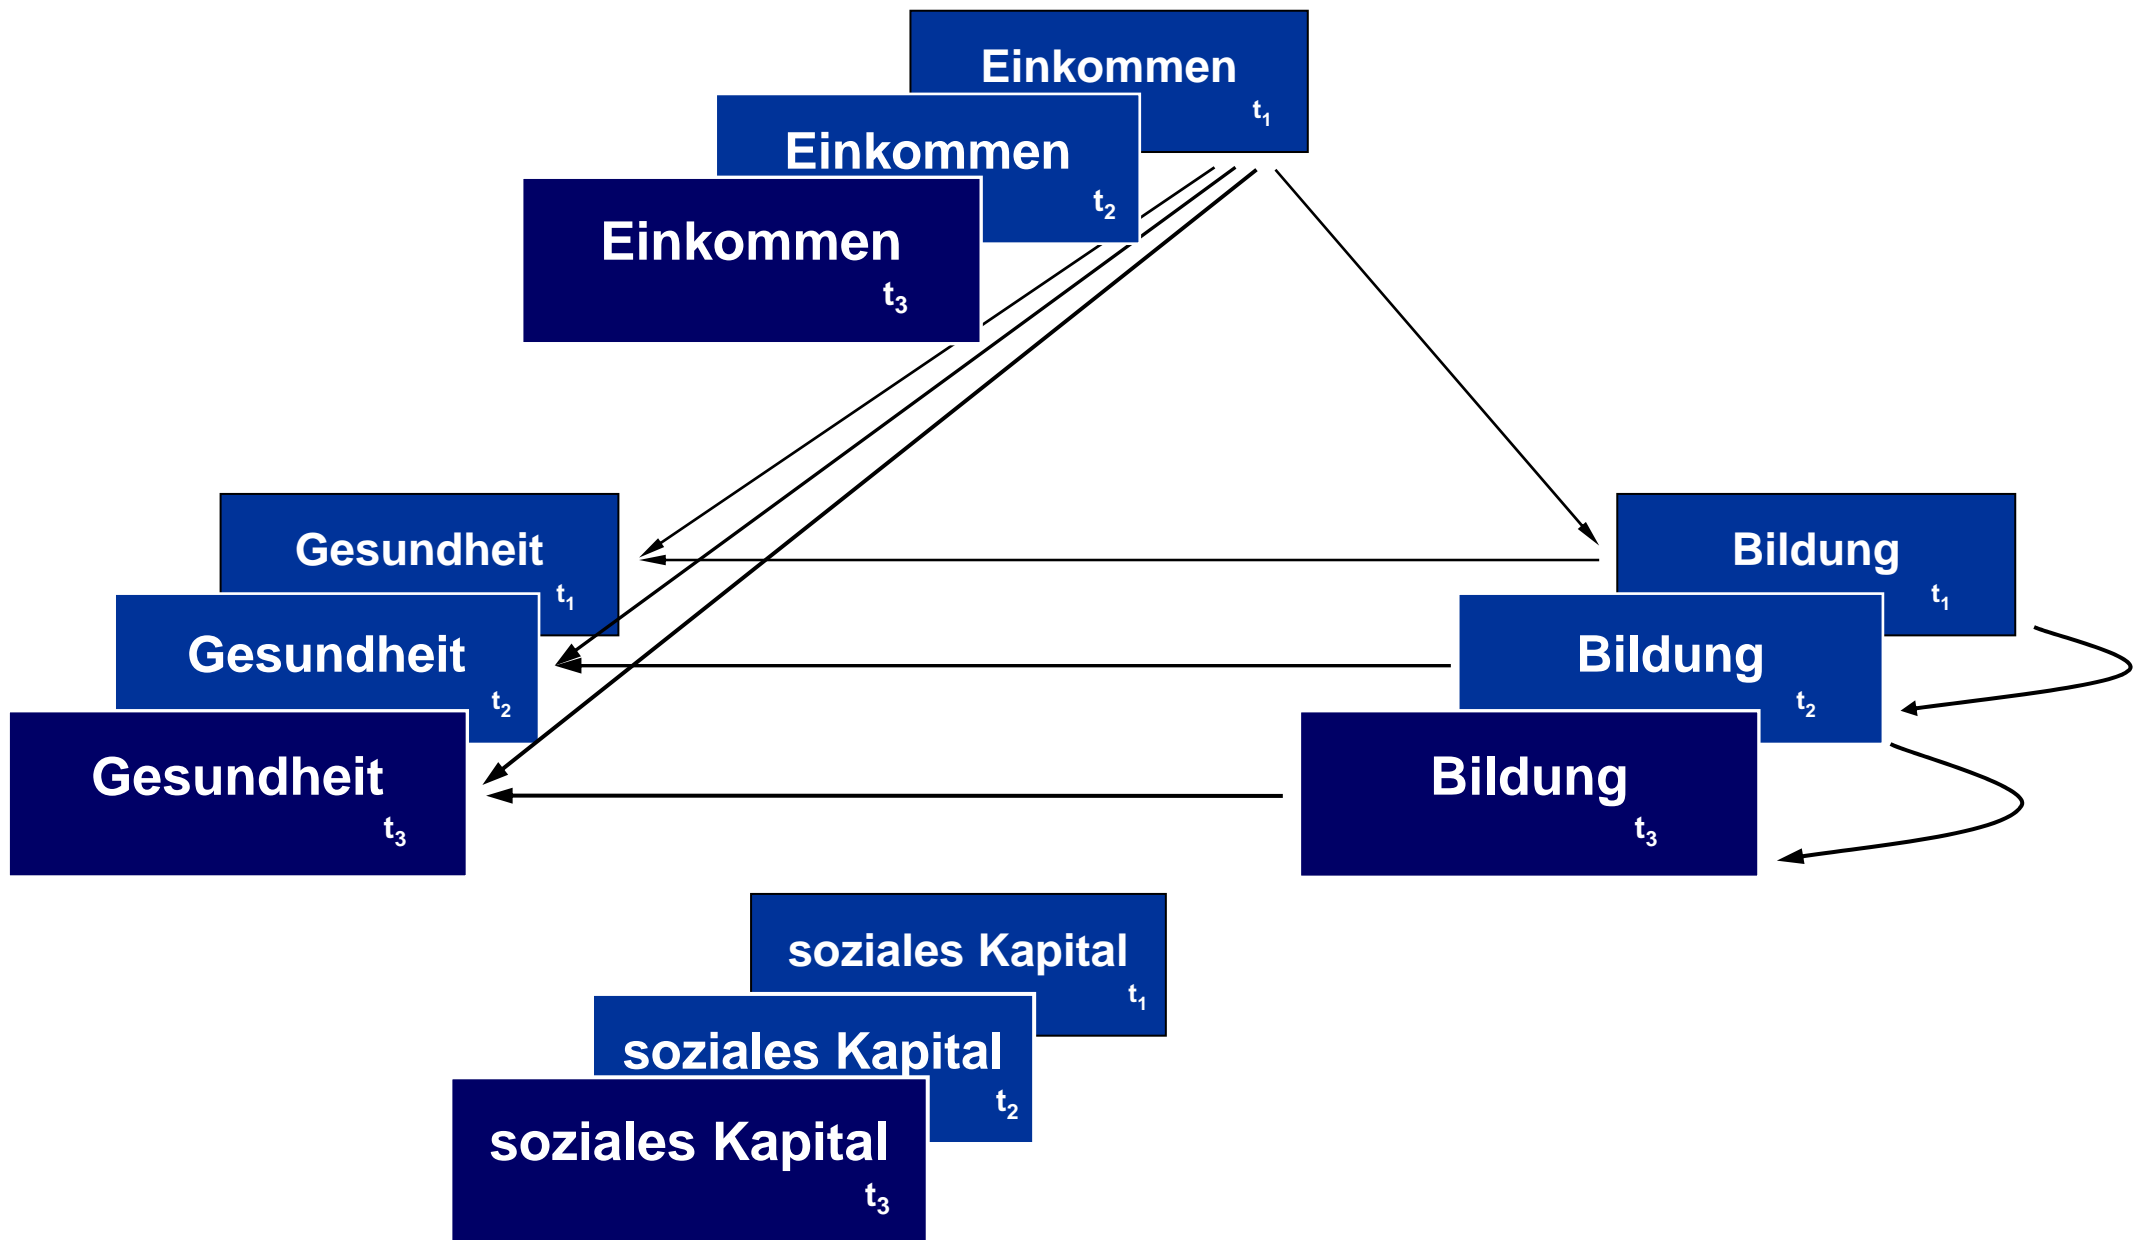 Einkommen
t1
Einkommen
t2
Einkommen
t3
Gesundheit
t1
Gesundheit
t2
Gesundheit
t3
Bildung
t1
Bildung
t2
Bildung
t3
soziales Kapital
t1
soziales Kapital
t2
soziales Kapital
t3